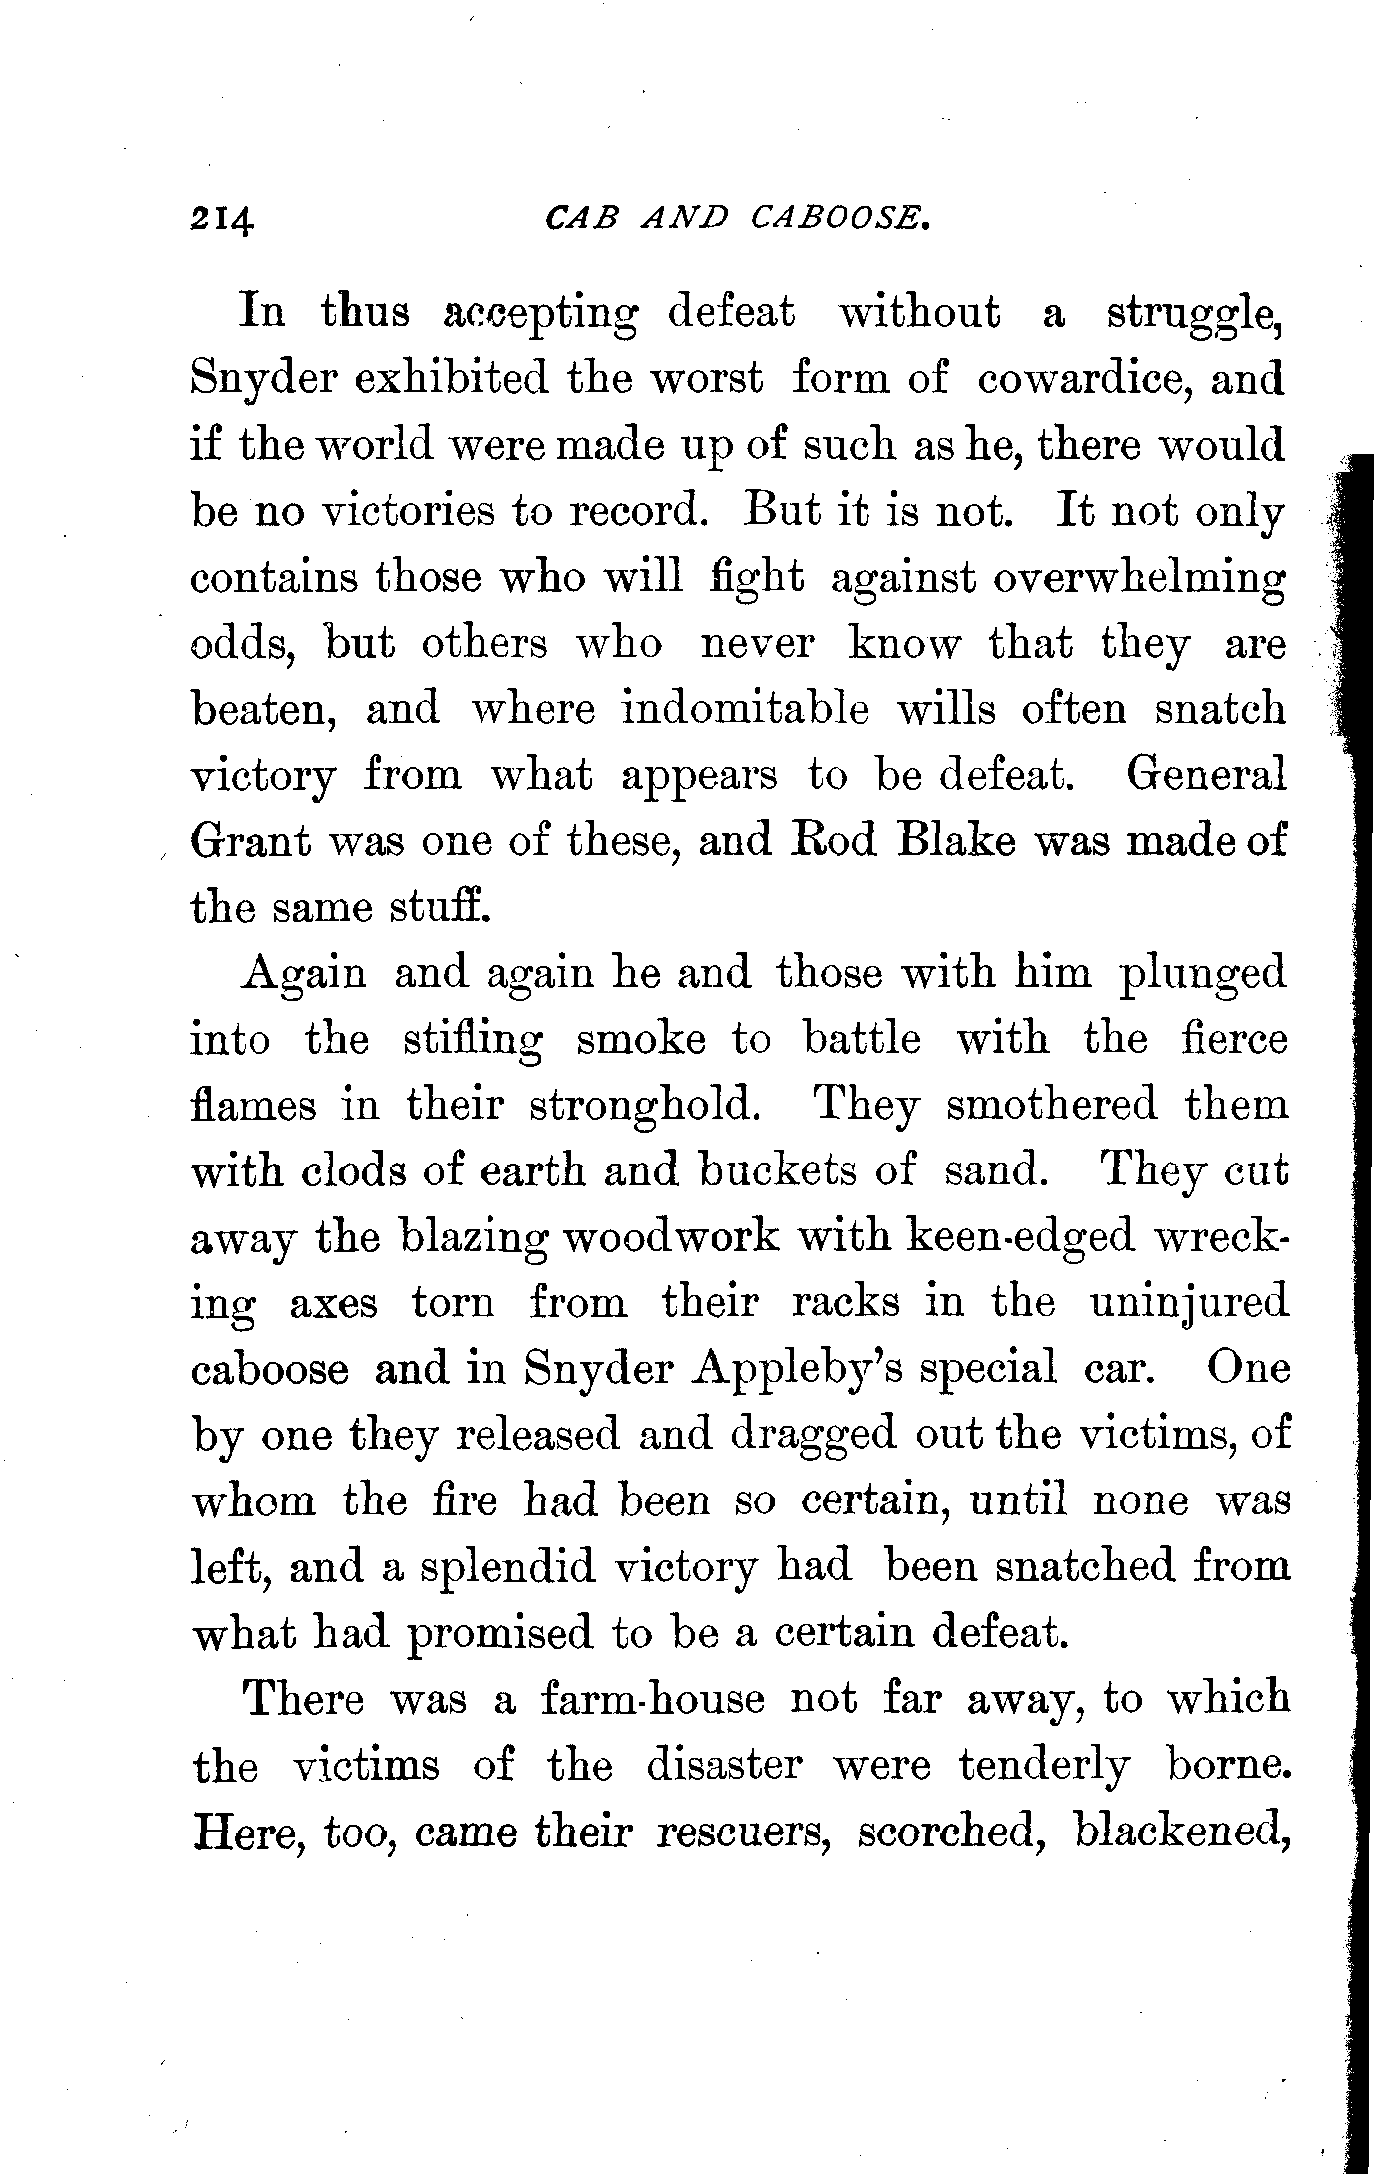 214 CAB AND CABOOSE.
In thus accepting defeat without a struggle,
Snyder exhibited the worst form of cowardice, and
if the world were made up of such as he, there would
be no victories to record. But it is not. It not only
contains those who will fight against overwhelming
odds, but others who never know that they are
beaten, and where indomitable wills often snatch
victory from what appears to be defeat. General
Grant was one of these, and Rod Blake was made of
the same stuff.
Again and again he and those with him plunged
into the stifling smoke to battle with the fierce
flames in their stronghold. They smothered them
with clods of earth and buckets of sand. They cut
away the blazing woodwork with keen-edged wreck-
ing axes torn from their racks in the uninjured
caboose and in Snyder Appleby's special car. One
by one they released and dragged out the victims, of
whom the fire had been so certain, until none was
left, and a splendid victory had been snatched from
what had promised to be a certain defeat.
There was a farm-house not far away, to which
the victims of the disaster were tenderly borne.
Here, too, came their rescuers, scorched, blackened,